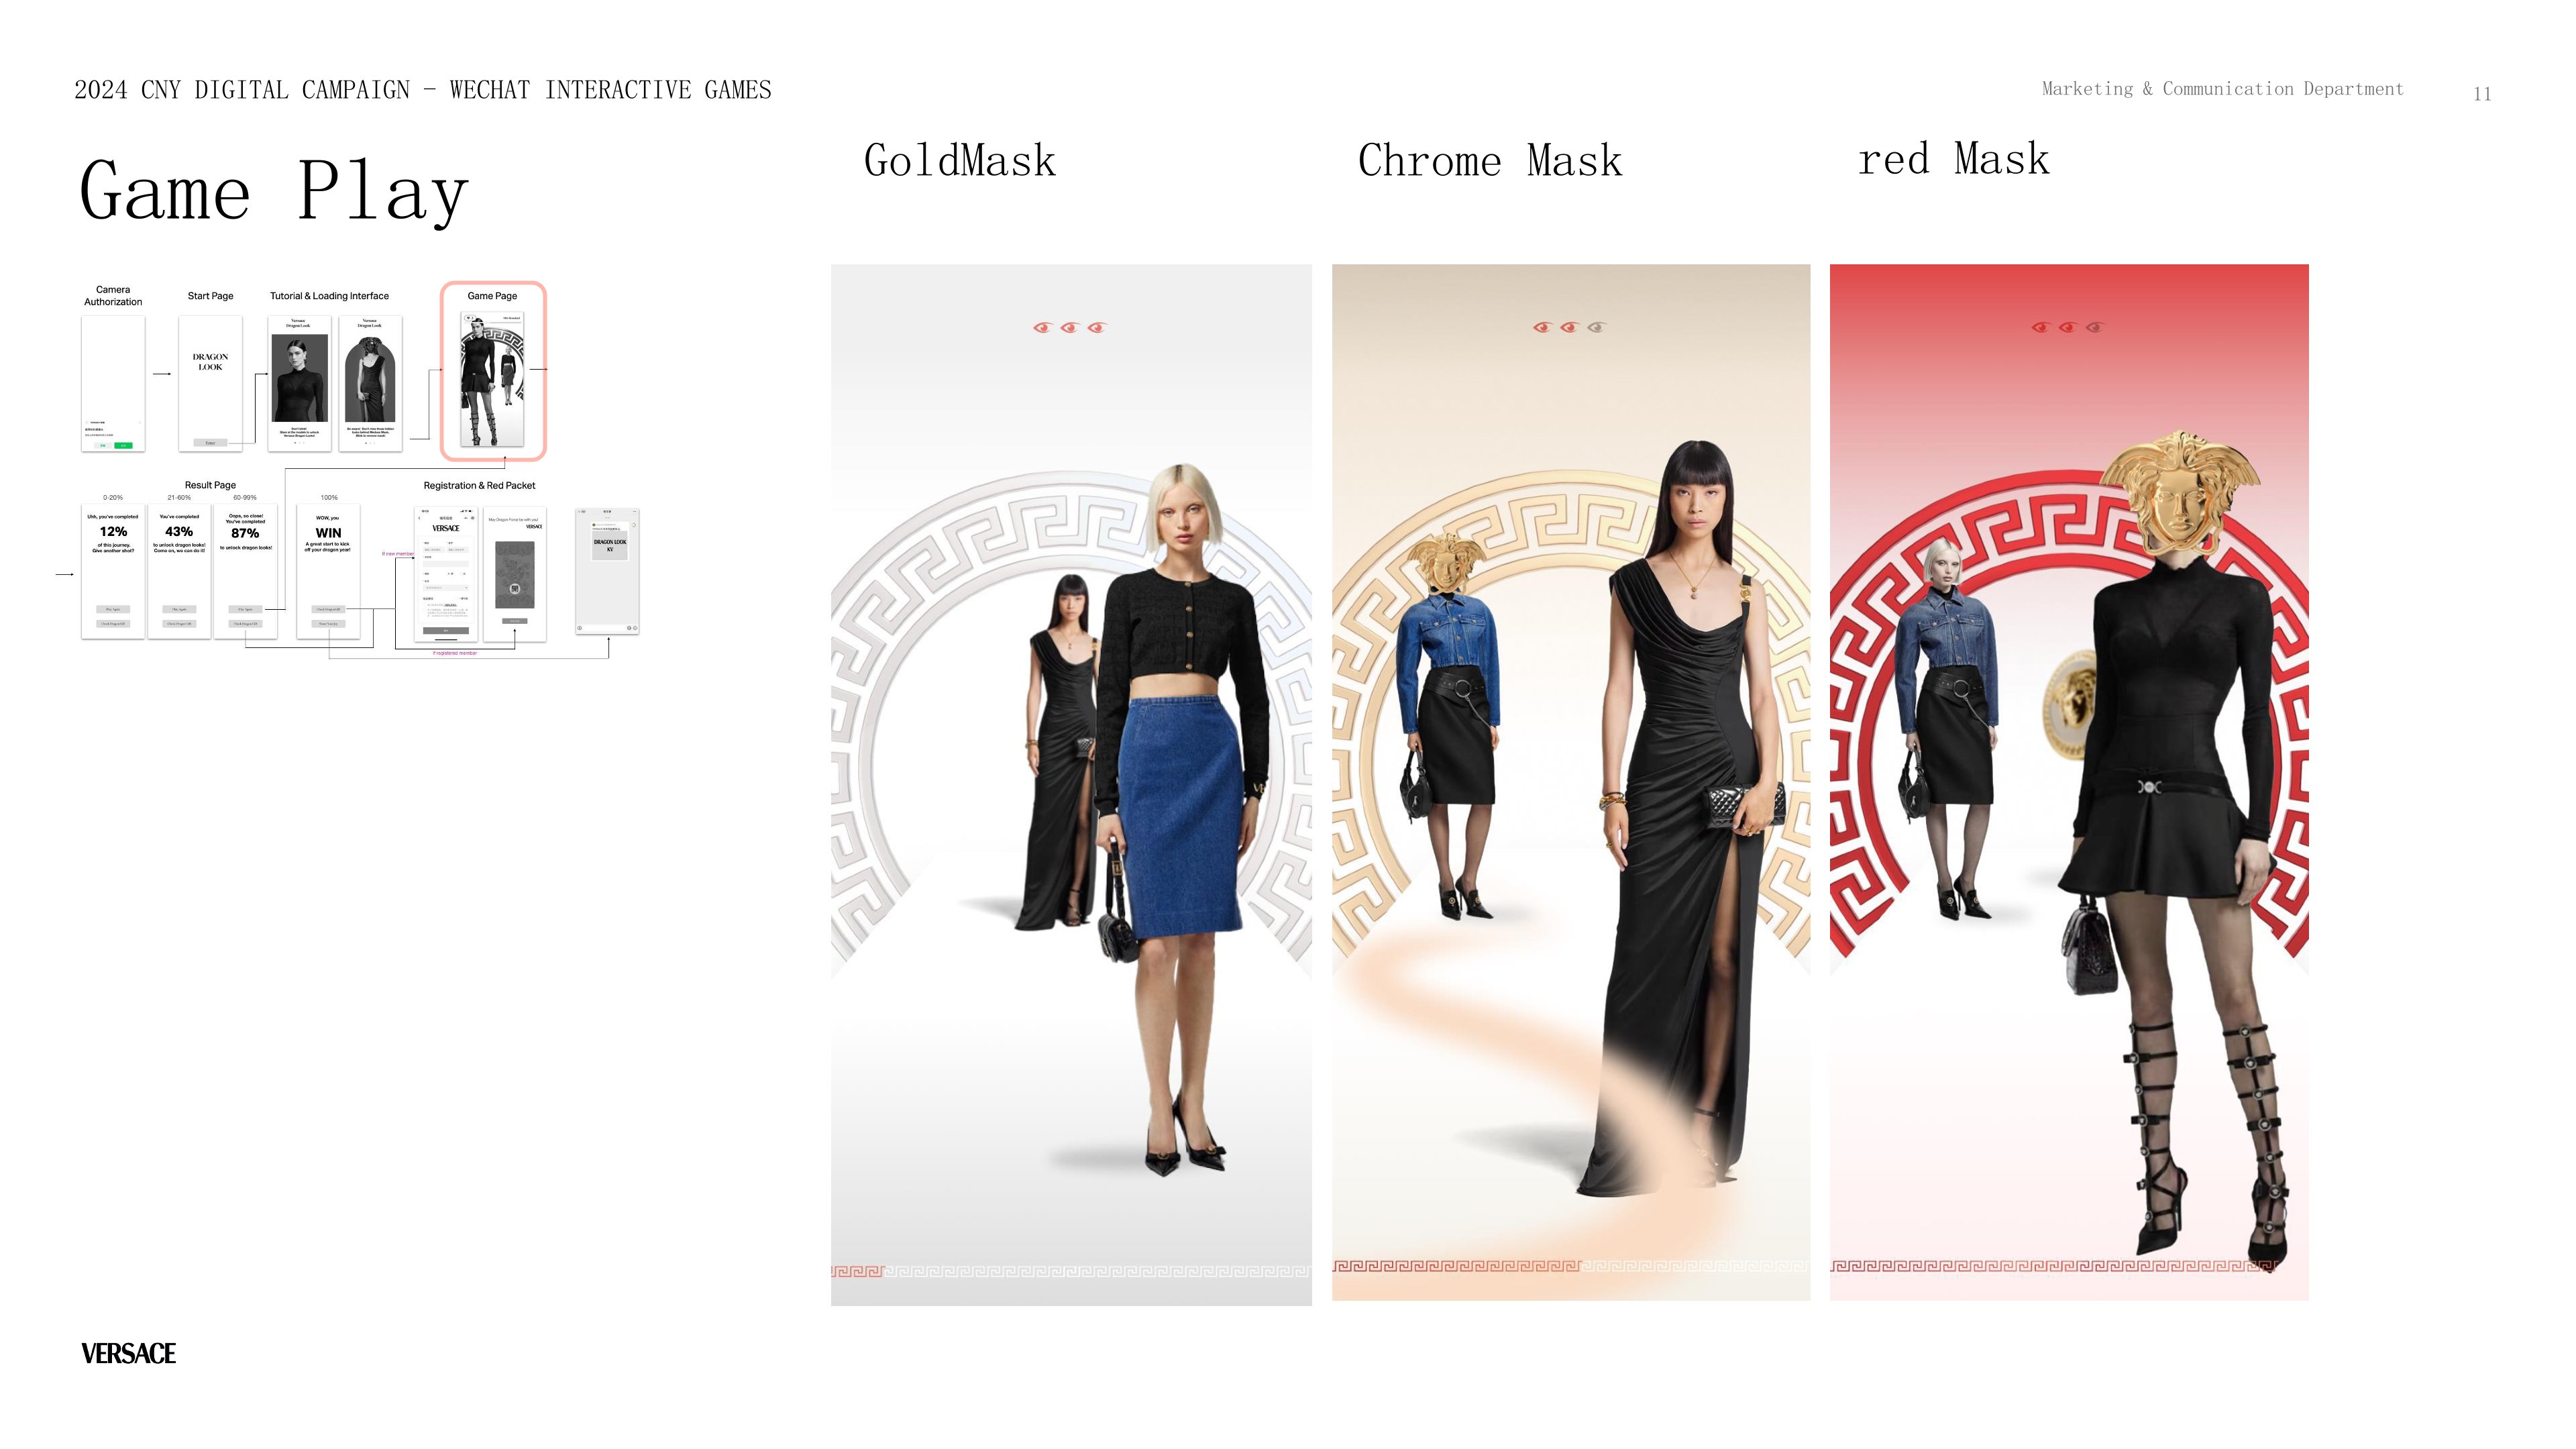 2024 CNY DIGITAL CAMPAIGN – WECHAT INTERACTIVE GAMES
Marketing & Communication Department
11
Game Play
GoldMask
Chrome Mask
red Mask
Camera
Authorization
Start Page
Tutorial & Loading Interface
Game Page
Versace
Dragon Look
Versace
Dragon Look
DRAGON
LOOK
Result Page
Registration & Red Packet
0-20%
21-60%
60-99%
100%
Uhh, you've completed
12%
of this journey.
Give another shot?
You've completed
43%
to unlock dragon looks!
Come on, we can do it!
Oops, so close!
You've completed
87%
to unlock dragon looks!
WOW, you
WIN
A great start to kick
off your dragon year!
If new member
VERSACE
VERSACE
DRAGON LOOK
KV
If registered member
VERSACE